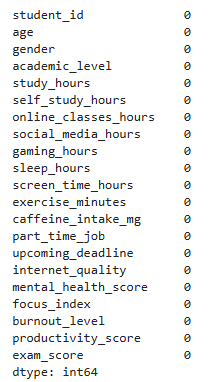 student_id 0
age 0
gender 0
academic_level 0
study_hours 0
self_study_hours 0
online_classes_hours 0
social_media_hours 0
gaming_hours 0
sleep_hours 0
screen_time_hours 0
exercise_minutes 0
caffeine_intake_mg 0
part_time_job 0
upcoming_deadline 0
internet_quality 0
mental_health_score 0
focus_index 0
burnout_level 0
productivity_score 0
exam_score 0
dtype: int64